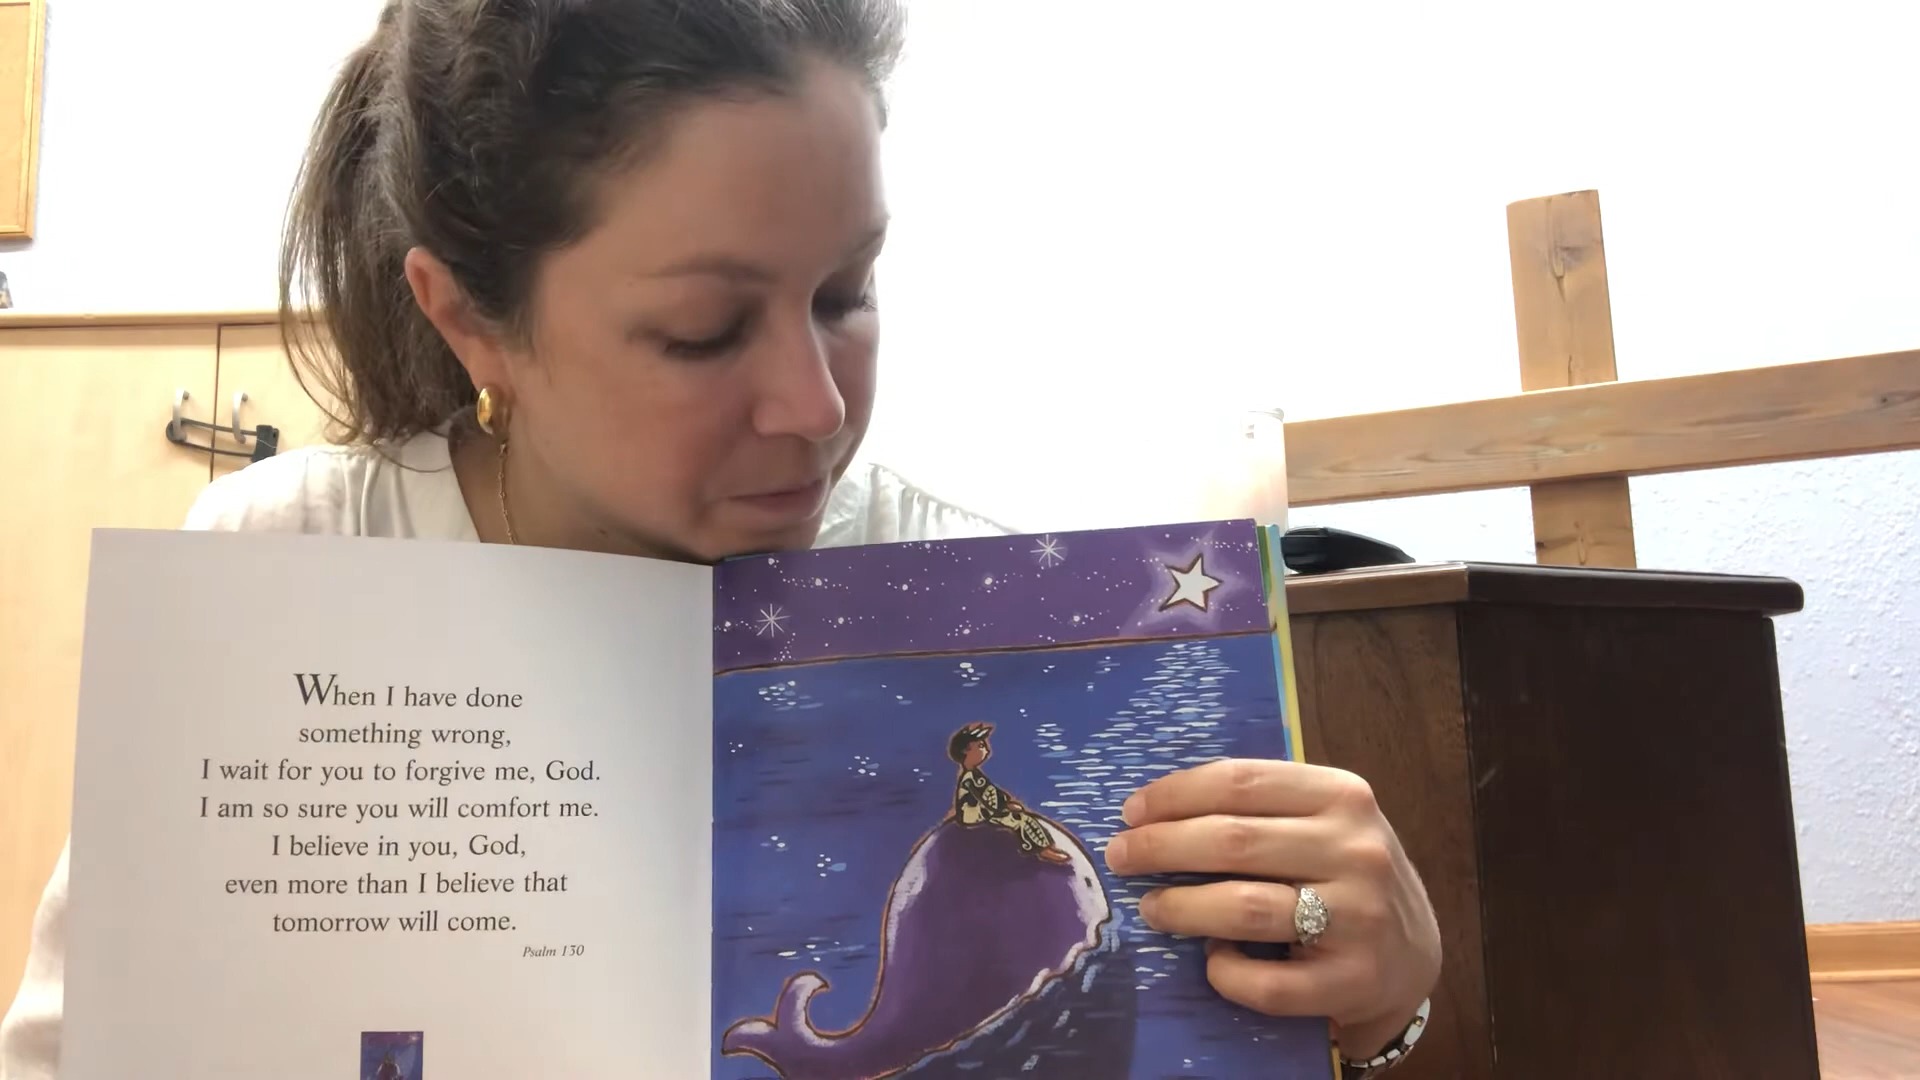 When I have done
something wrong,
I wait for you to forgive me, God.
I am so sure you will comfort me.
I believe in you, God,
even more than I believe that
tomorrow will come.
Psalm 130